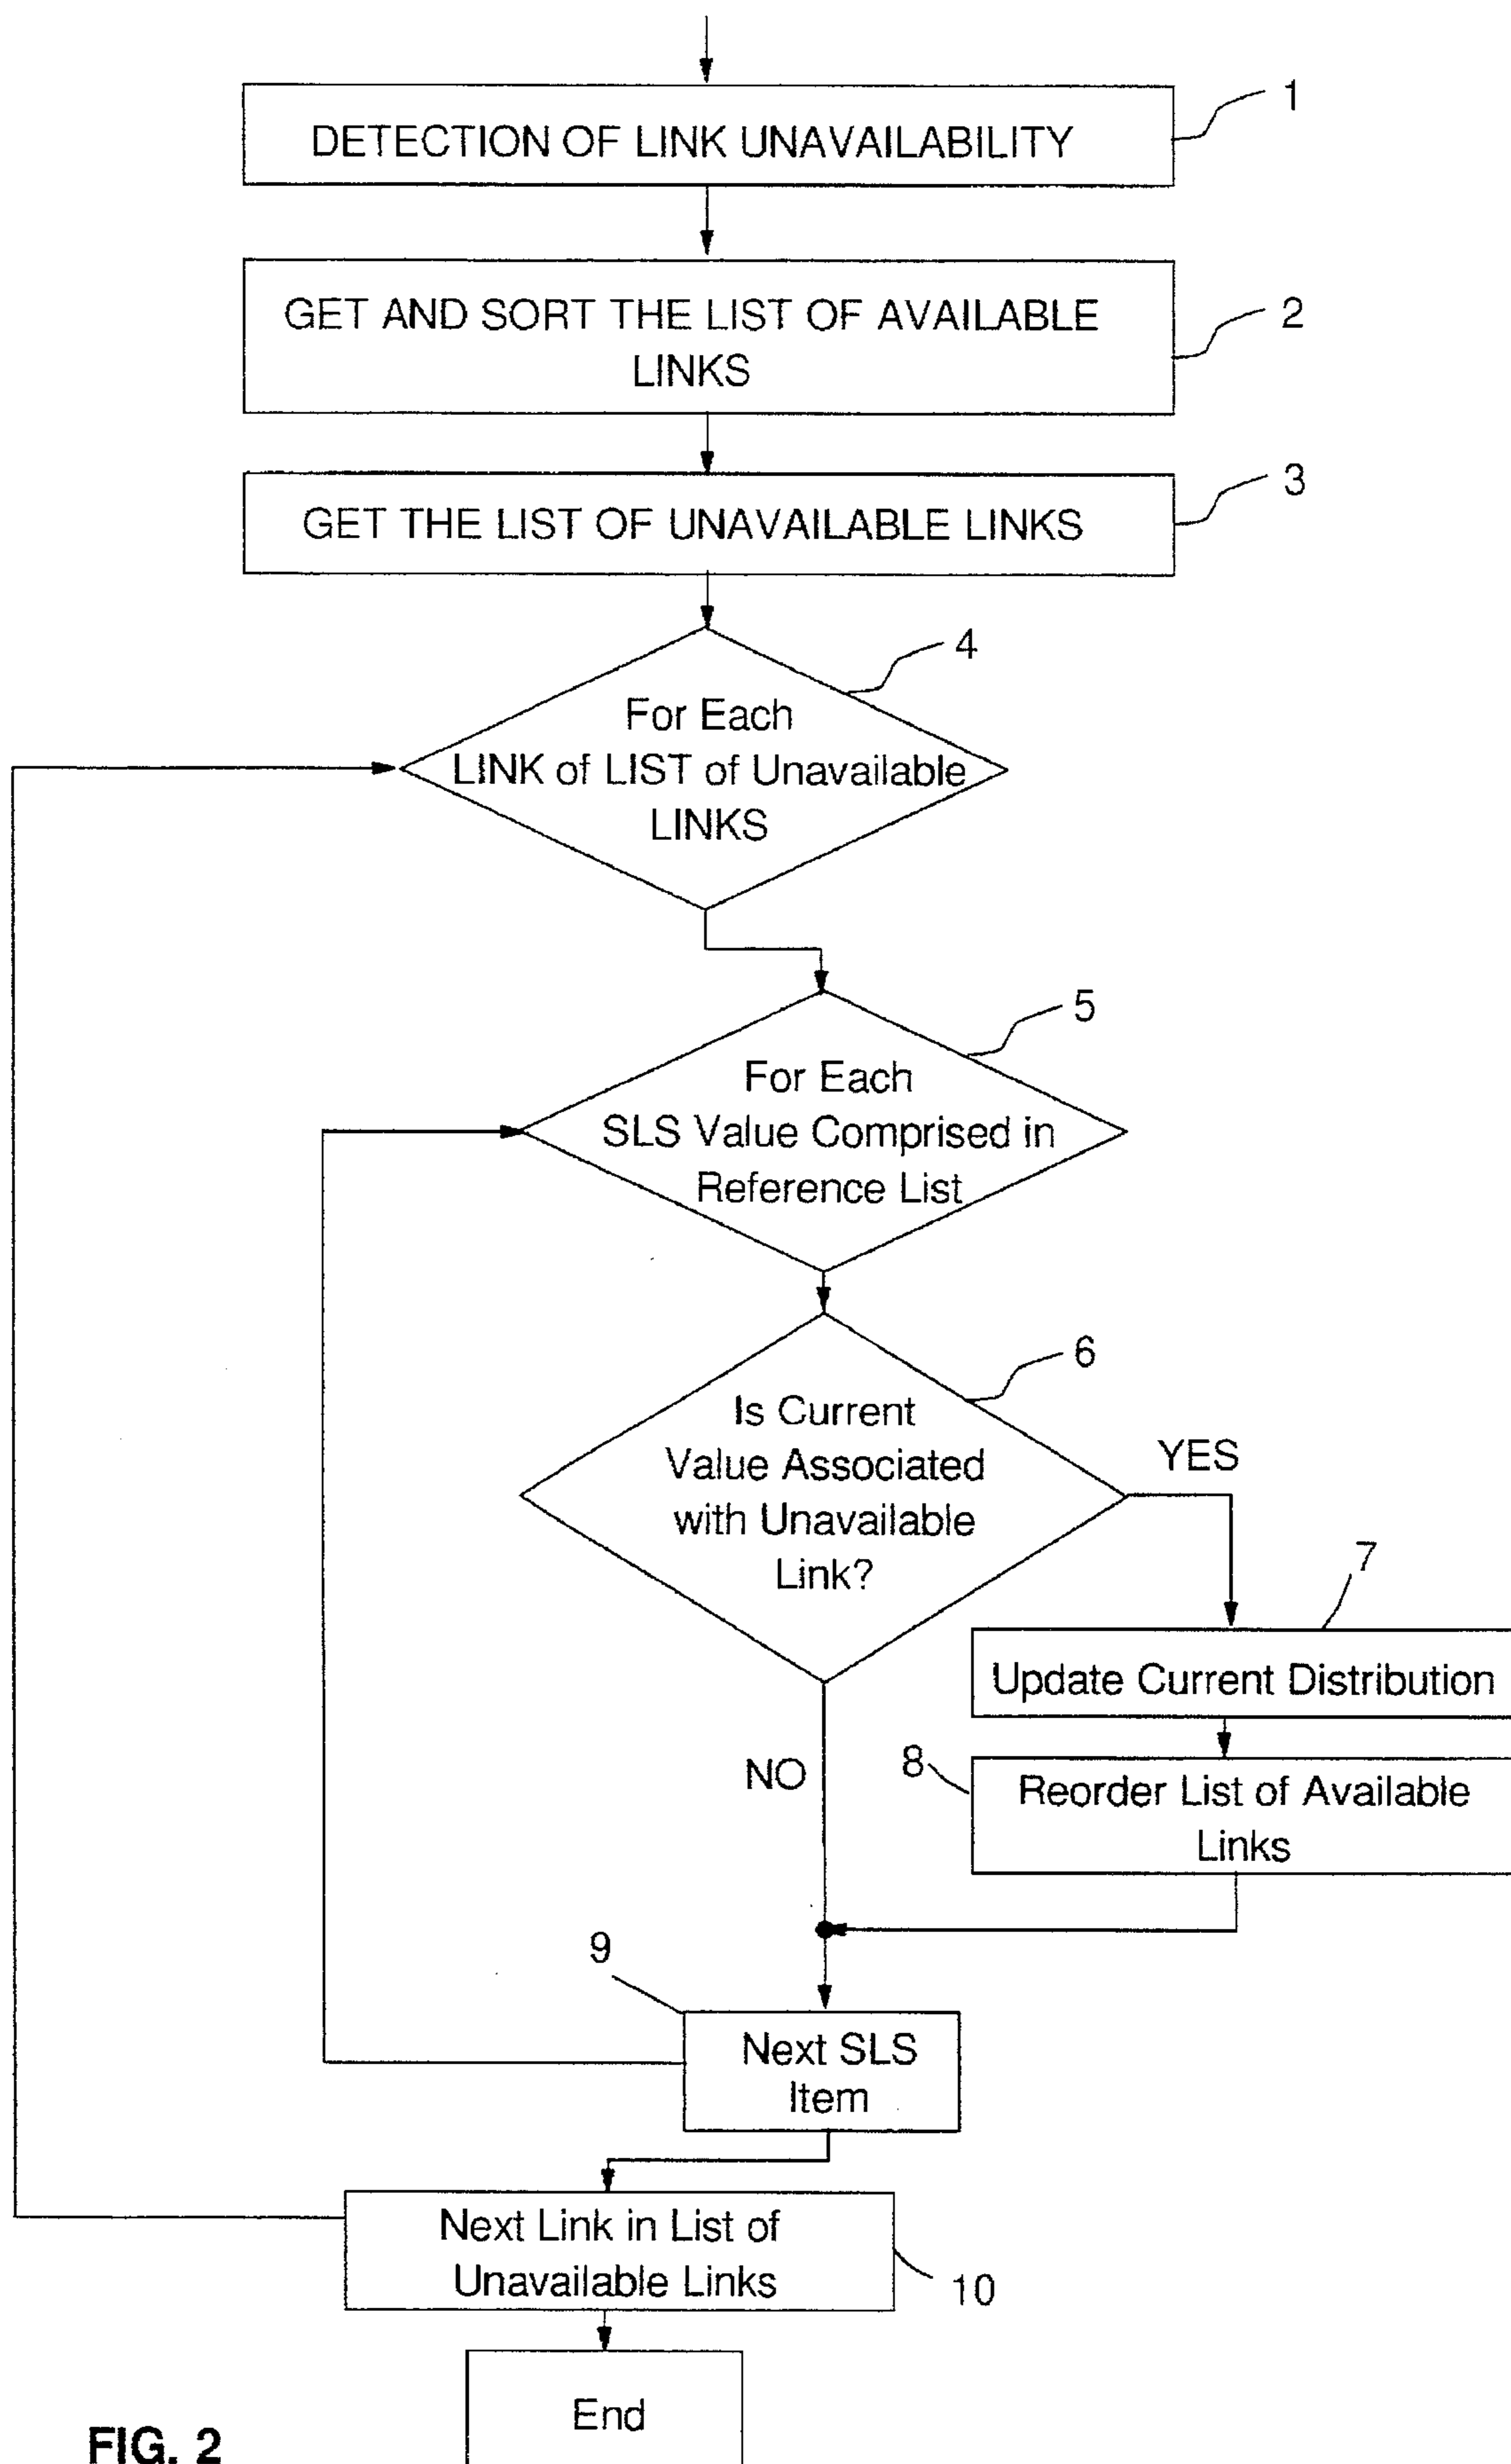 1
DETECTION OF LINK UNAVAILABILITY
2
GET AND SORT THE LIST OF AVAILABLE
LINKS
3
GET THE LIST OF UNAVAILABLE LINKS
4
For Each
LINK of LIST of Unavailable
LINKS
5
For Each
SLS Value Comprised in
Reference List
6
Is Current
Value Associated
with Unavailable
Link?
YES
7
Update Current Distribution
NO
8
Reorder List of Available
Links
9
Next SLS
Item
Next Link in List of
Unavailable Links
10
End
FIG. 2